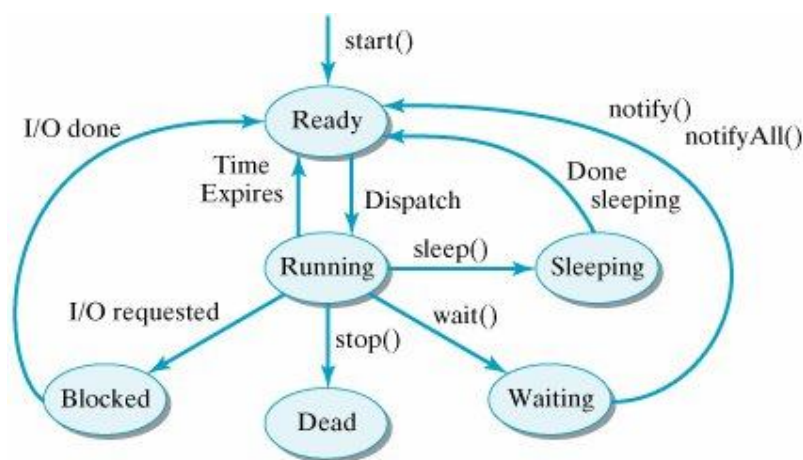 start()
Ready
notify()
notifyAll()
I/O done
Time
Expires
Dispatch
Done
sleeping
Running
sleep()
Sleeping
I/O requested
stop()
wait()
Blocked
Dead
Waiting